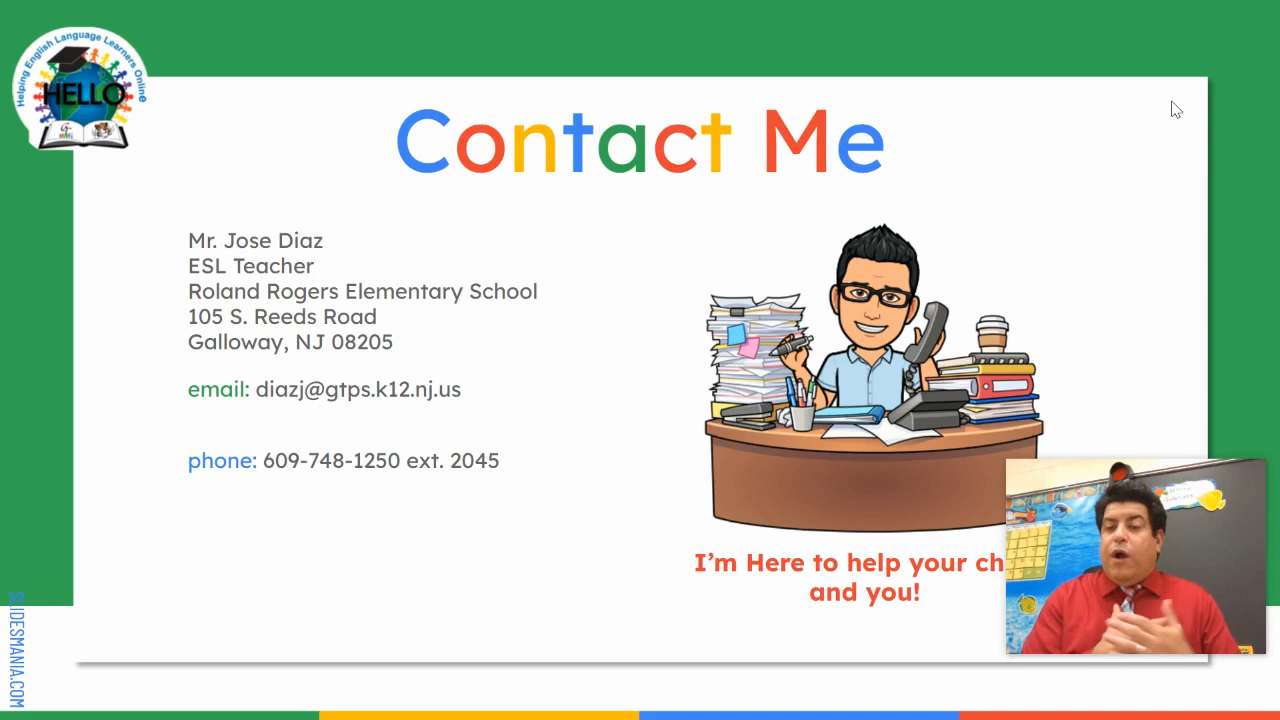 Helping English Language Learners Online
HELLO
Contact Me
Mr. Jose Diaz
ESL Teacher
Roland Rogers Elementary School
105 S. Reeds Road
Galloway, NJ 08205
email: diazj@gtps.k12.nj.us
phone: 609-748-1250 ext. 2045
I'm Here to help your ch
and you!
SLIDESMANIA.COM